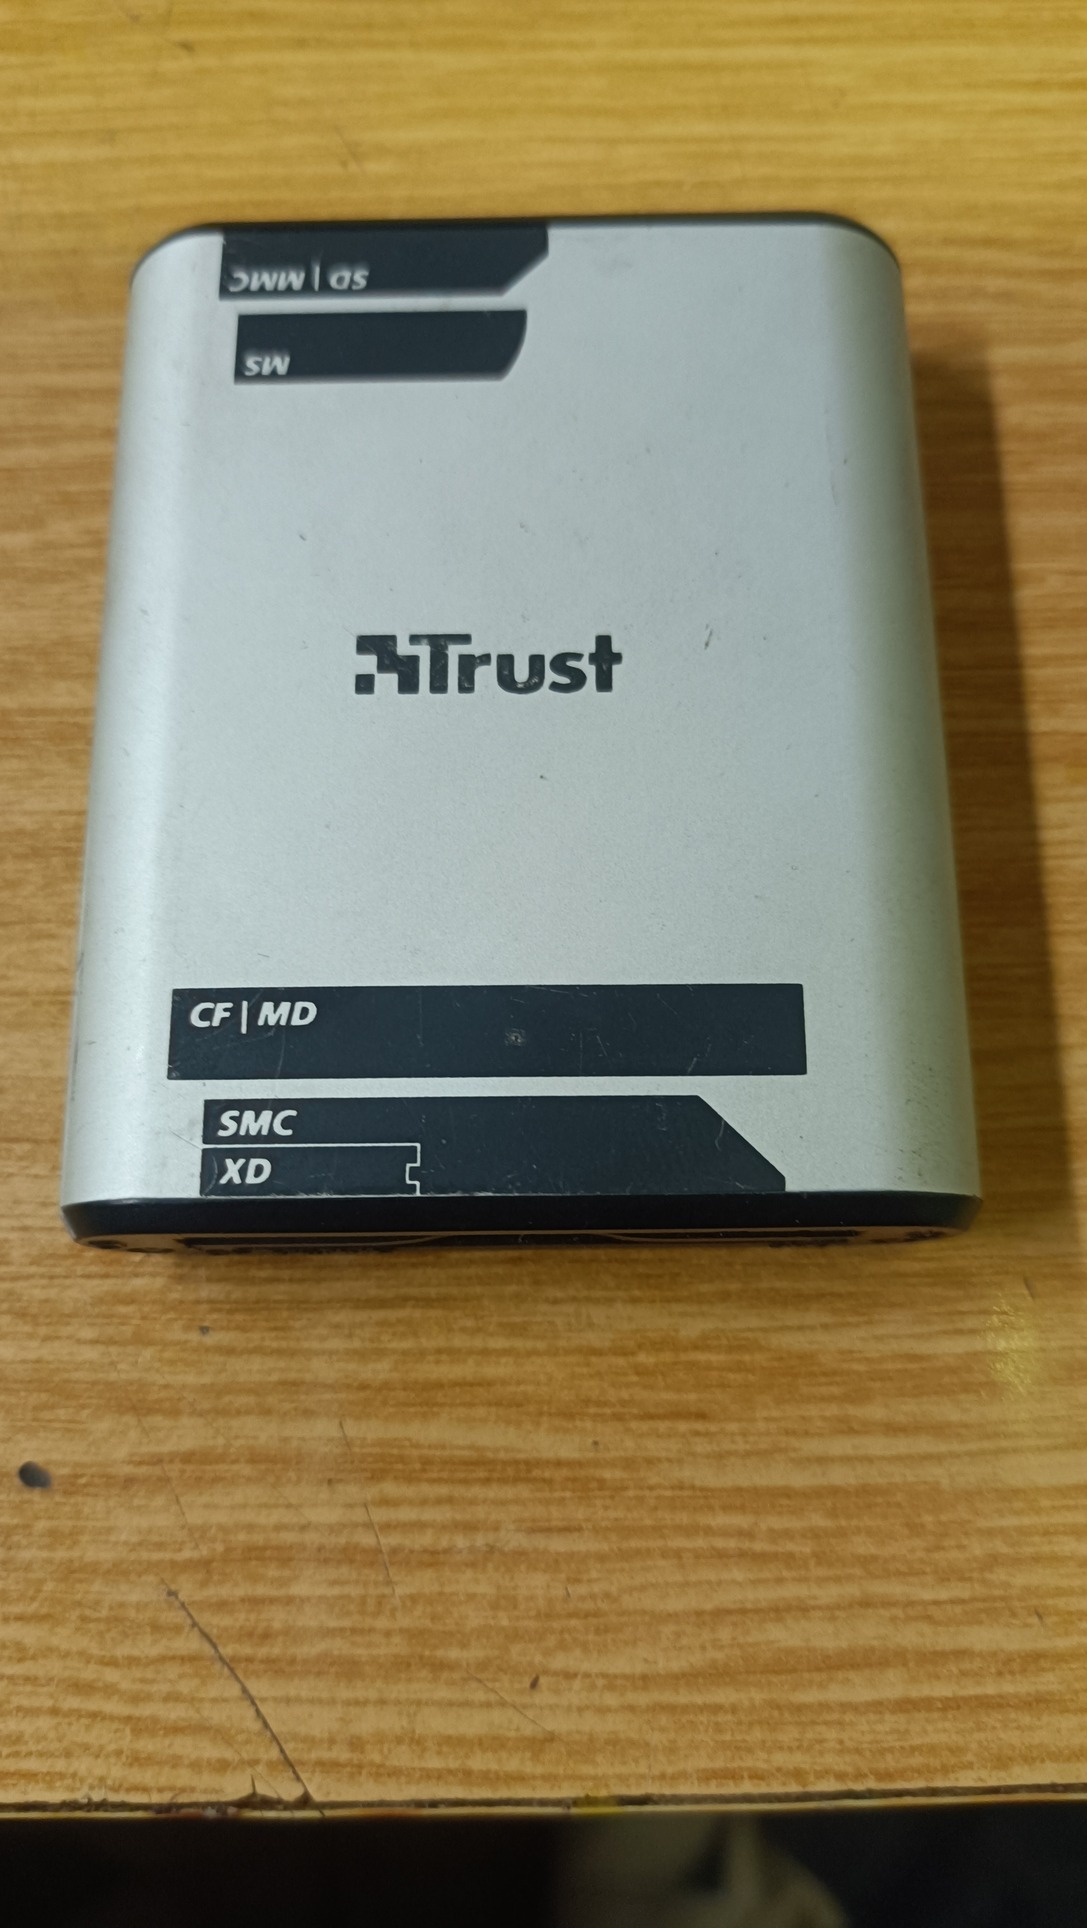 SD | MMC
MS
Trust
CF | MD
SMC
XD